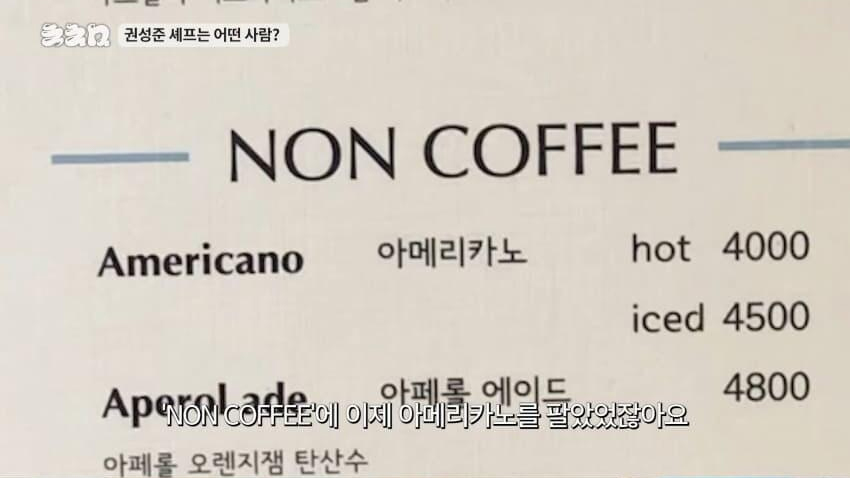 권성준 셰프는 어떤 사람?
NON COFFEE
Americano 아메리카노 hot 4000
iced 4500
Aperol ade 아페롤 에이드 4800
'NON COFFEE'에 이제 아메리카노를 팔았었잖아요
아페롤 오렌지잼 탄산수